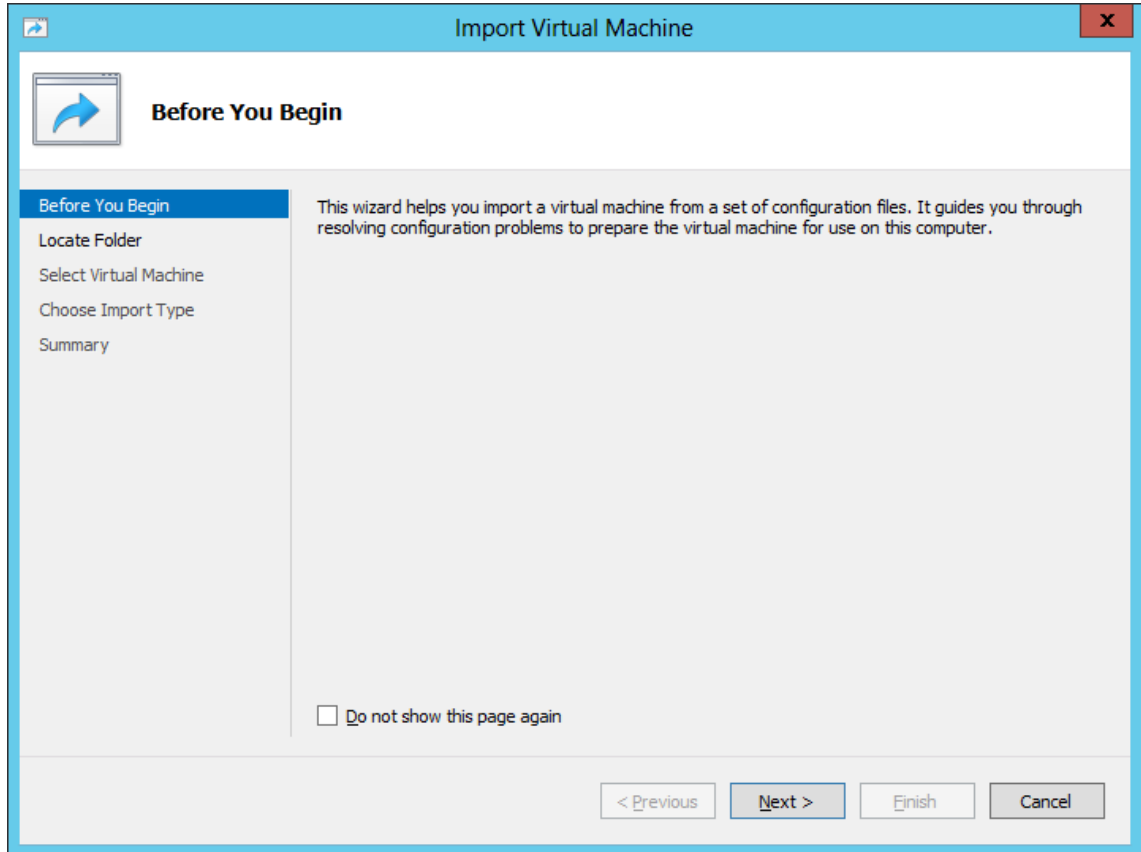 Import Virtual Machine
x
Before You Begin
Before You Begin
Locate Folder
Select Virtual Machine
Choose Import Type
Summary
This wizard helps you import a virtual machine from a set of configuration files. It guides you through
resolving configuration problems to prepare the virtual machine for use on this computer.
Do not show this page again
< Previous
Next >
Finish
Cancel